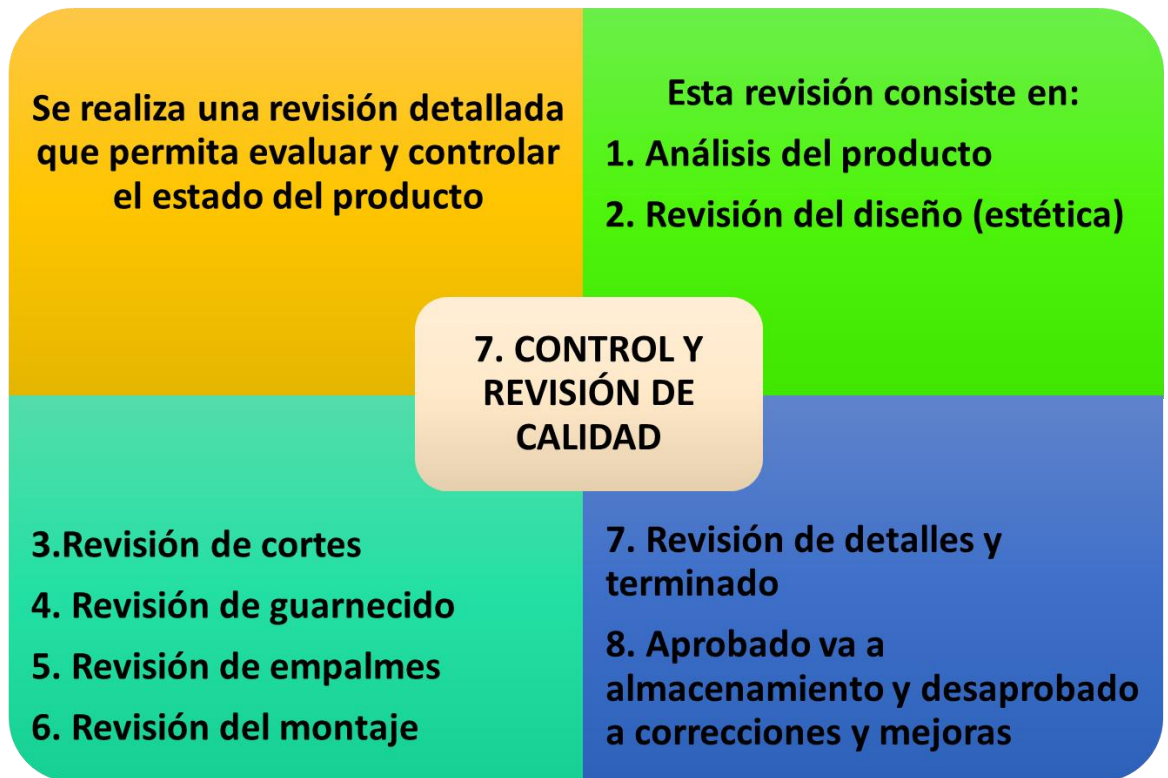 Se realiza una revisión detallada
que permita evaluar y controlar
el estado del producto
Esta revisión consiste en:
1. Análisis del producto
2. Revisión del diseño (estética)
7. CONTROL Y
REVISIÓN DE
CALIDAD
3.Revisión de cortes
4. Revisión de guarnecido
5. Revisión de empalmes
6. Revisión del montaje
7. Revisión de detalles y
terminado
8. Aprobado va a
almacenamiento y desaprobado
a correcciones y mejoras